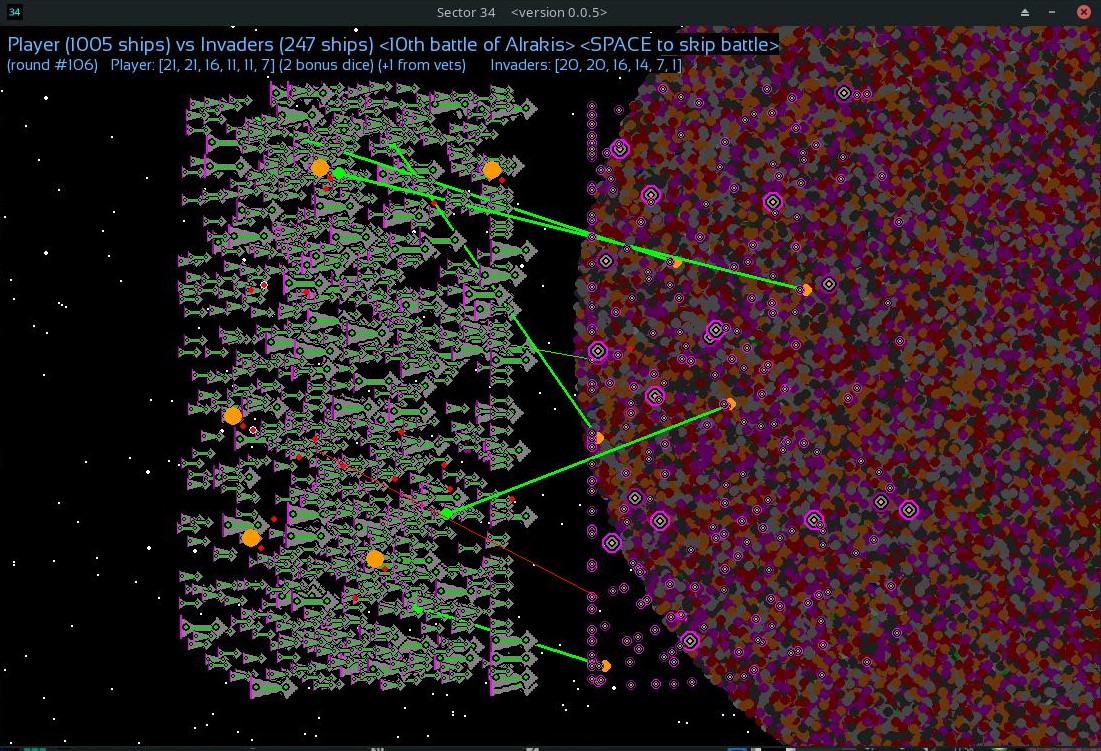 34
Sector 34 <version 0.0.5>
Player (1005 ships) vs Invaders (247 ships) <10th battle of Alrakis> <SPACE to skip battle>
(round #106) Player: [21, 21, 16, 11, 11, 7] (2 bonus dice) (+1 from vets) Invaders: [20, 20, 16, 14, 7, 1]